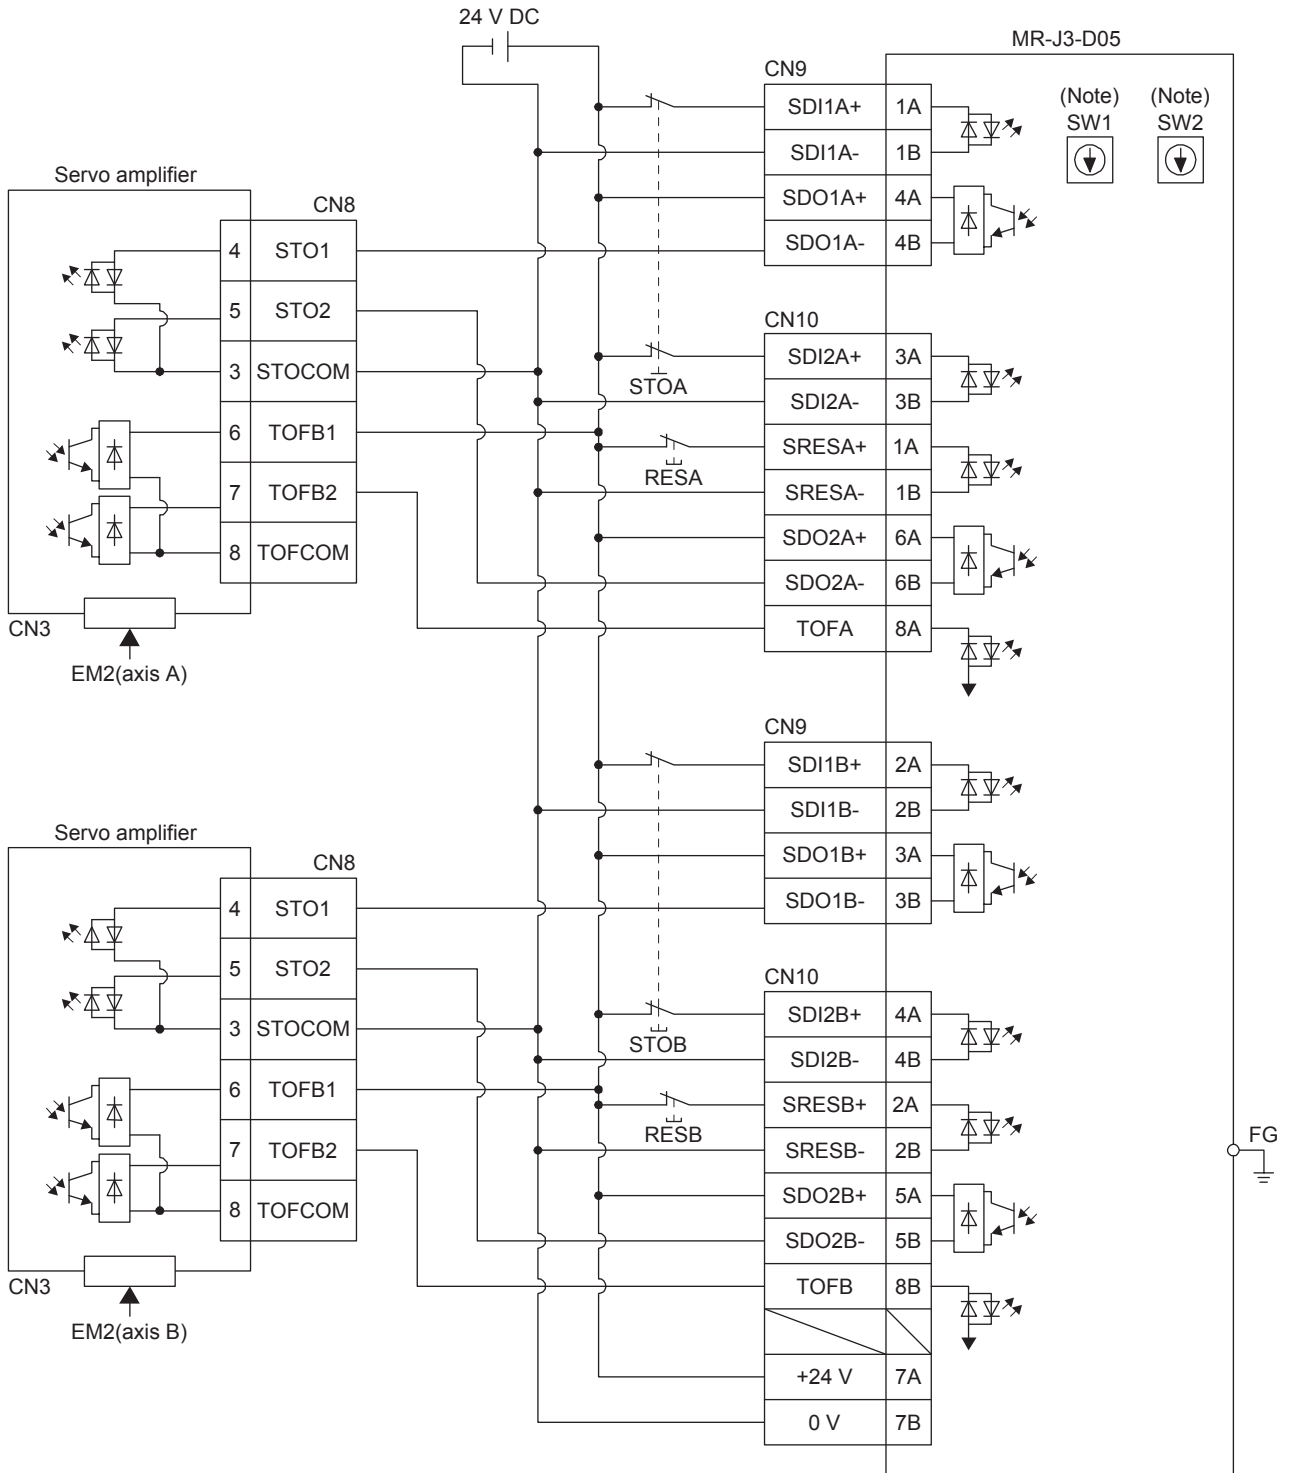 24 V DC
MR-J3-D05
(Note) (Note)
SW1 SW2
CN9
SDI1A+ 1A
SDI1A- 1B
SDO1A+ 4A
SDO1A- 4B
Servo amplifier
CN8
4 STO1
5 STO2
3 STOCOM
6 TOFB1
7 TOFB2
8 TOFCOM
CN3
EM2(axis A)
CN10
SDI2A+ 3A
STOA
SDI2A- 3B
SRESA+ 1A
RESA
SRESA- 1B
SDO2A+ 6A
SDO2A- 6B
TOFA 8A
CN9
SDI1B+ 2A
SDI1B- 2B
SDO1B+ 3A
SDO1B- 3B
Servo amplifier
CN8
4 STO1
5 STO2
3 STOCOM
6 TOFB1
7 TOFB2
8 TOFCOM
CN3
EM2(axis B)
CN10
SDI2B+ 4A
STOB
SDI2B- 4B
SRESB+ 2A
RESB
SRESB- 2B
SDO2B+ 5A
SDO2B- 5B
TOFB 8B
+24 V 7A
0 V 7B
FG